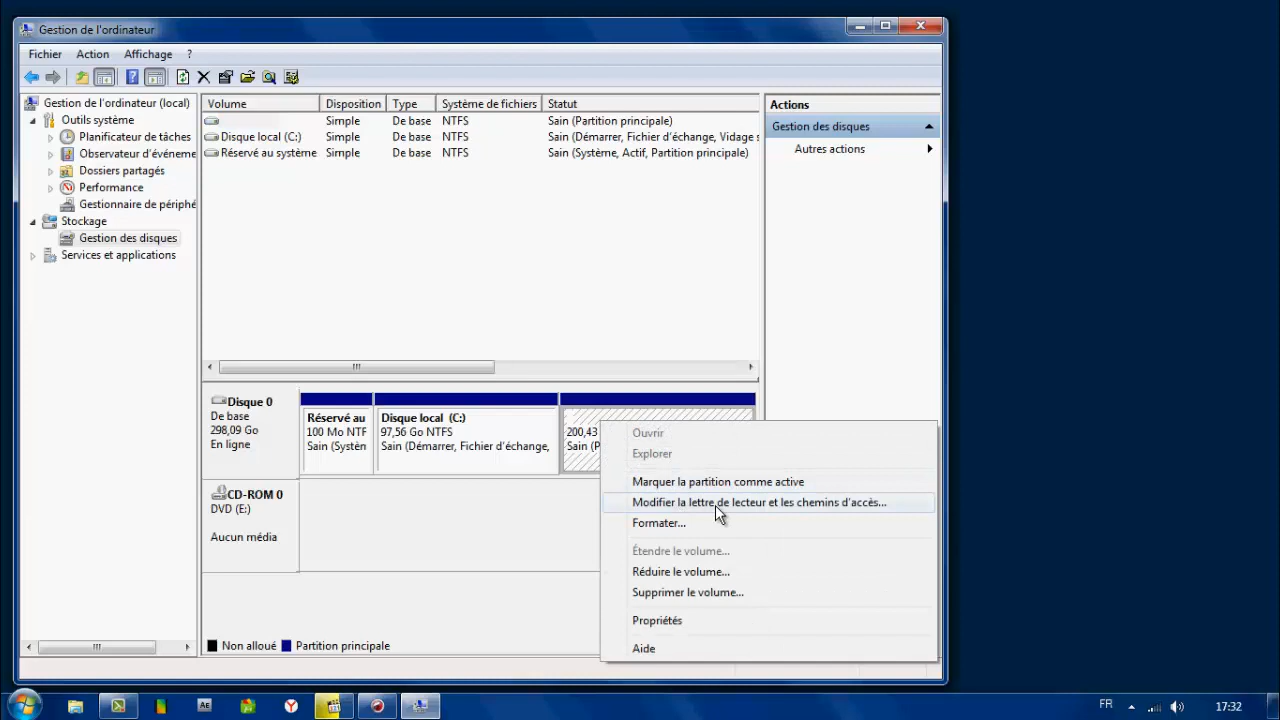 Gestion de l'ordinateur
Fichier Action Affichage ?
Gestion de l'ordinateur (local)
Outils système
Planificateur de tâches
Observateur d'événeme
Dossiers partagés
Performance
Gestionnaire de périphé
Stockage
Gestion des disques
Services et applications
Volume Disposition Type Système de fichiers Statut
Simple De base NTFS Sain (Partition principale)
Disque local (C:) Simple De base NTFS Sain (Démarrer, Fichier d'échange, Vidage s
Réservé au système Simple De base NTFS Sain (Système, Actif, Partition principale)
Actions
Gestion des disques
Autres actions
Disque 0
De base
298,09 Go
En ligne
Réservé au
100 Mo NTF
Sain (Systèn
Disque local (C:)
97,56 Go NTFS
Sain (Démarrer, Fichier d'échange,
200,43
Sain (P
CD-ROM 0
DVD (E:)
Aucun média
Non alloué Partition principale
Ouvrir
Explorer
Marquer la partition comme active
Modifier la lettre de lecteur et les chemins d'accès...
Formater...
Étendre le volume...
Réduire le volume...
Supprimer le volume...
Propriétés
Aide
Ae
FR
17:32